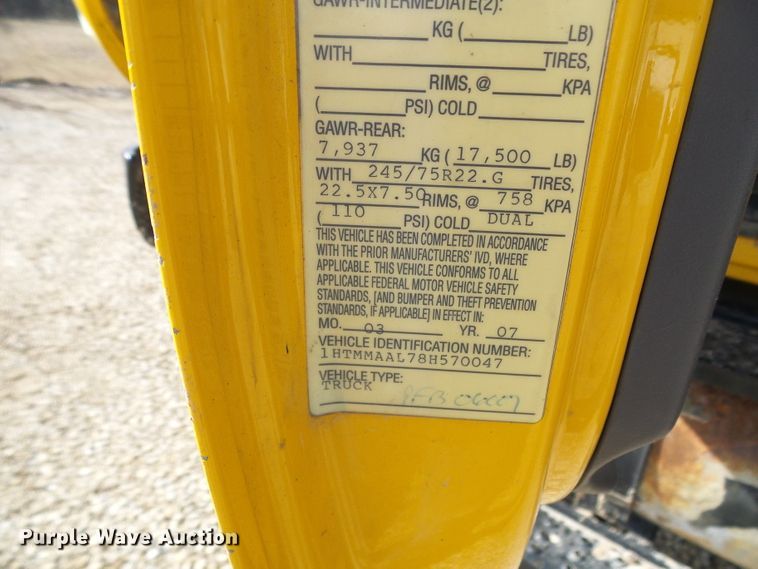 GAWR-INTERMEDIATE(2):
KG ( LB)
WITH TIRES,
RIMS, @ KPA
( PSI) COLD
GAWR-REAR:
7,937 KG ( 17,500 LB)
WITH 245/75R22.G TIRES,
22.5X7.50 RIMS, @ 758 KPA
( 110 PSI) COLD DUAL
THIS VEHICLE HAS BEEN COMPLETED IN ACCORDANCE
WITH THE PRIOR MANUFACTURERS' IVD, WHERE
APPLICABLE. THIS VEHICLE CONFORMS TO ALL
APPLICABLE FEDERAL MOTOR VEHICLE SAFETY
STANDARDS, [AND BUMPER AND THEFT PREVENTION
STANDARDS, IF APPLICABLE] IN EFFECT IN:
MO. 03 YR. 07
VEHICLE IDENTIFICATION NUMBER:
1HTMMAAL78H570047
VEHICLE TYPE:
TRUCK
Purple Wave Auction